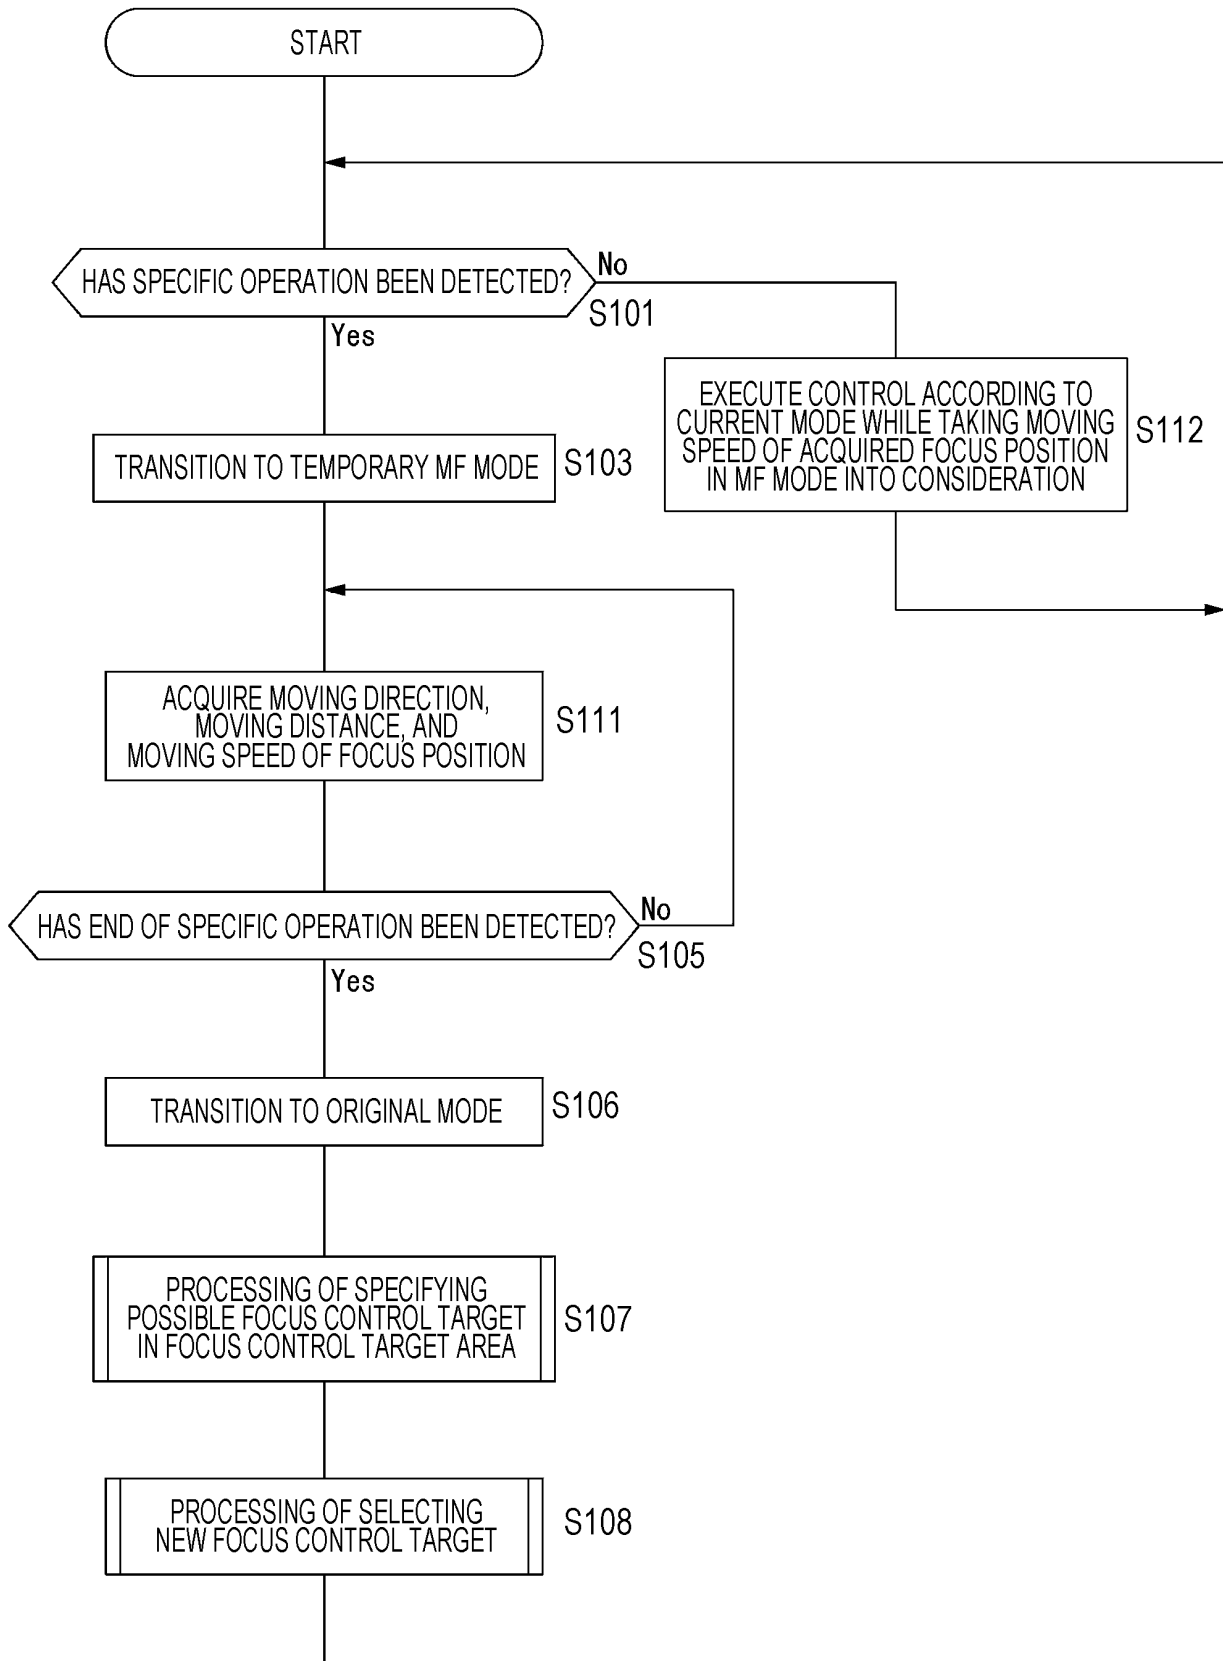 START
HAS SPECIFIC OPERATION BEEN DETECTED?
No
S101
Yes
EXECUTE CONTROL ACCORDING TO
CURRENT MODE WHILE TAKING MOVING
SPEED OF ACQUIRED FOCUS POSITION
IN MF MODE INTO CONSIDERATION
S112
TRANSITION TO TEMPORARY MF MODE
S103
ACQUIRE MOVING DIRECTION,
MOVING DISTANCE, AND
MOVING SPEED OF FOCUS POSITION
S111
HAS END OF SPECIFIC OPERATION BEEN DETECTED?
No
S105
Yes
TRANSITION TO ORIGINAL MODE
S106
PROCESSING OF SPECIFYING
POSSIBLE FOCUS CONTROL TARGET
IN FOCUS CONTROL TARGET AREA
S107
PROCESSING OF SELECTING
NEW FOCUS CONTROL TARGET
S108